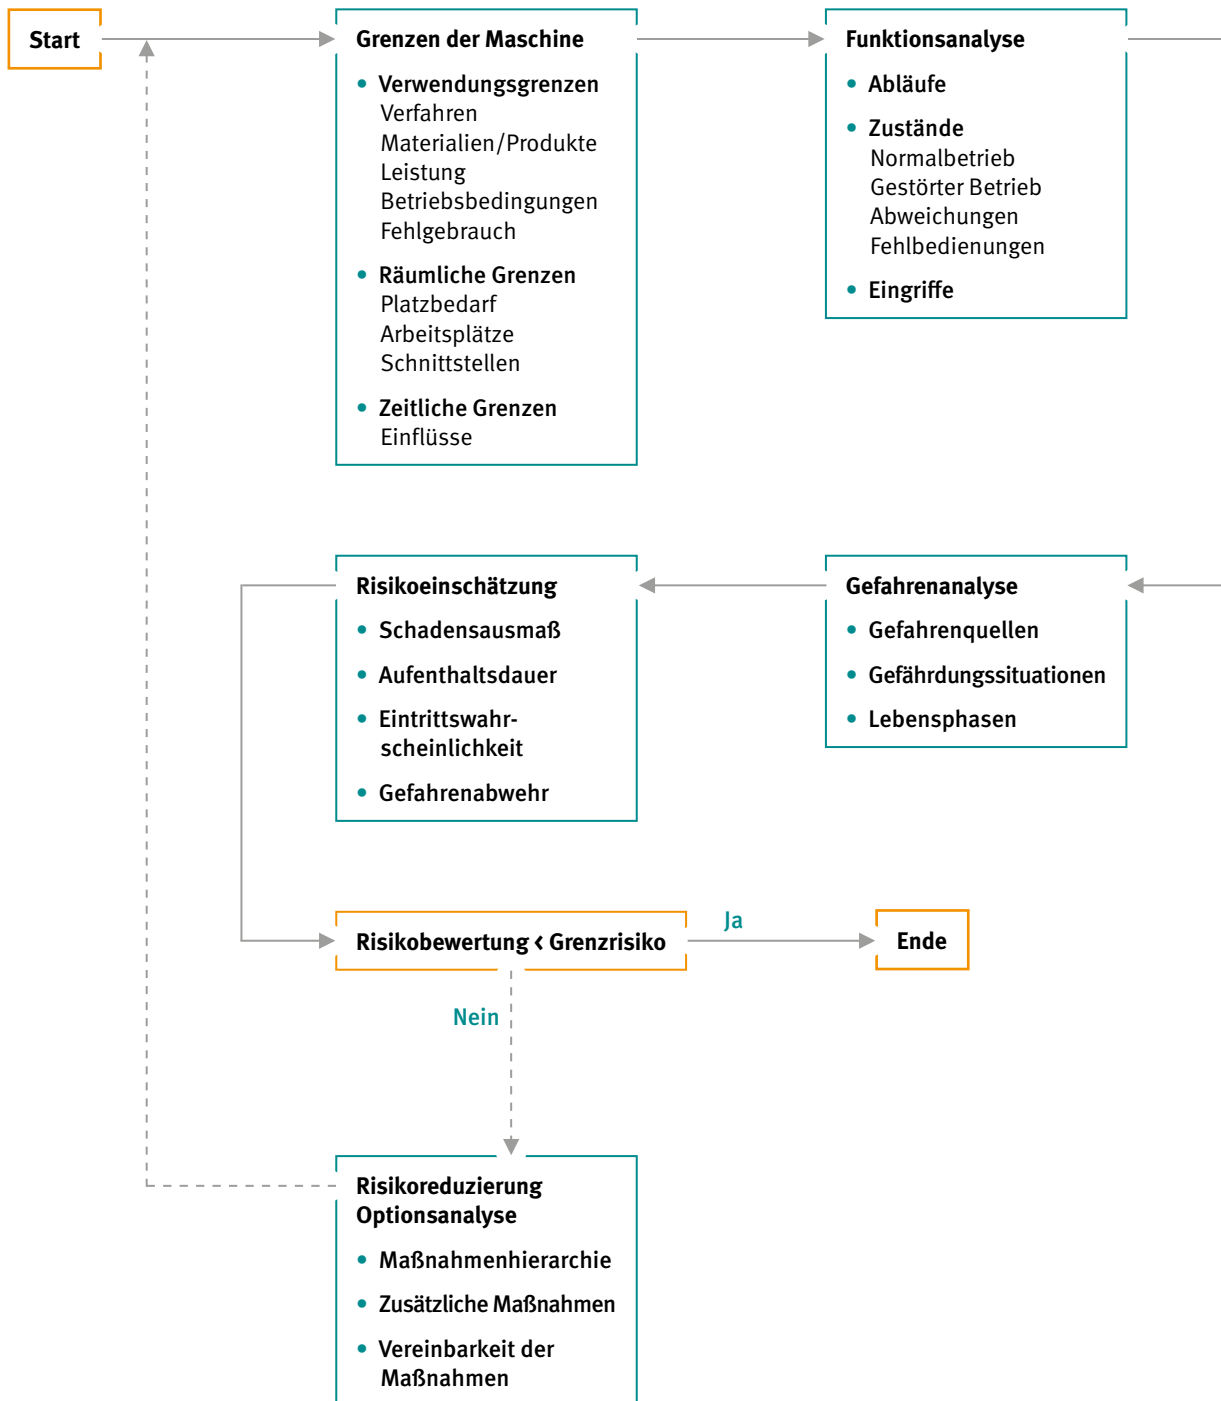 Start
Grenzen der Maschine
• Verwendungsgrenzen
Verfahren
Materialien/Produkte
Leistung
Betriebsbedingungen
Fehlgebrauch
• Räumliche Grenzen
Platzbedarf
Arbeitsplätze
Schnittstellen
• Zeitliche Grenzen
Einflüsse
Funktionsanalyse
• Abläufe
• Zustände
Normalbetrieb
Gestörter Betrieb
Abweichungen
Fehlbedienungen
• Eingriffe
Gefahrenanalyse
• Gefahrenquellen
• Gefährdungssituationen
• Lebensphasen
Risikoeinschätzung
• Schadensausmaß
• Aufenthaltsdauer
• Eintrittswahr-
scheinlichkeit
• Gefahrenabwehr
Risikobewertung < Grenzrisiko
Ja
Ende
Nein
Risikoreduzierung
Optionsanalyse
• Maßnahmenhierarchie
• Zusätzliche Maßnahmen
• Vereinbarkeit der
Maßnahmen